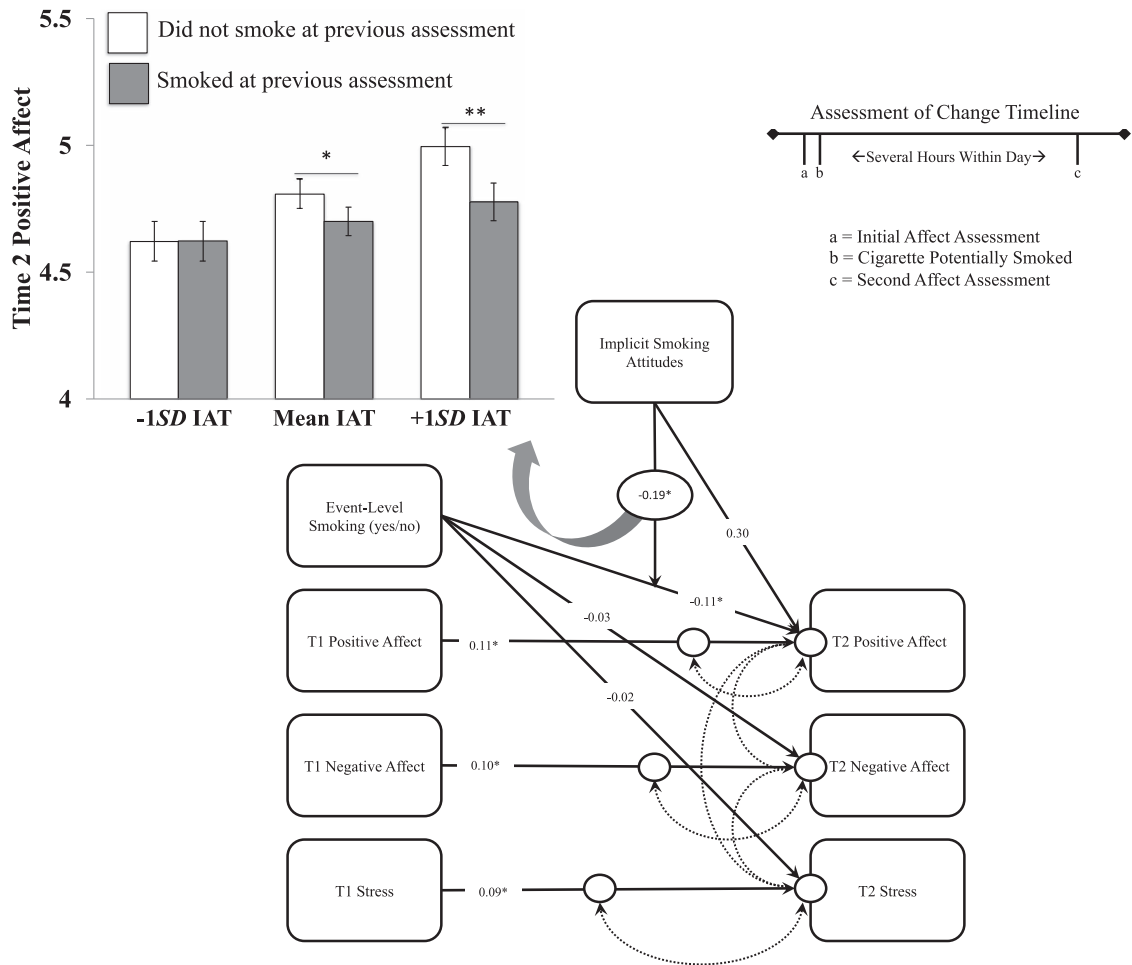 5.5
Did not smoke at previous assessment
Smoked at previous assessment
**
*
5
4.5
4
Time 2 Positive Affect
-1SD IAT
Mean IAT
+1SD IAT
Assessment of Change Timeline
←Several Hours Within Day→
a
b
c
a = Initial Affect Assessment
b = Cigarette Potentially Smoked
c = Second Affect Assessment
Implicit Smoking
Attitudes
-0.19*
0.30
Event-Level
Smoking (yes/no)
-0.11*
-0.03
-0.02
T1 Positive Affect
0.11*
T2 Positive Affect
T1 Negative Affect
0.10*
T2 Negative Affect
T1 Stress
0.09*
T2 Stress